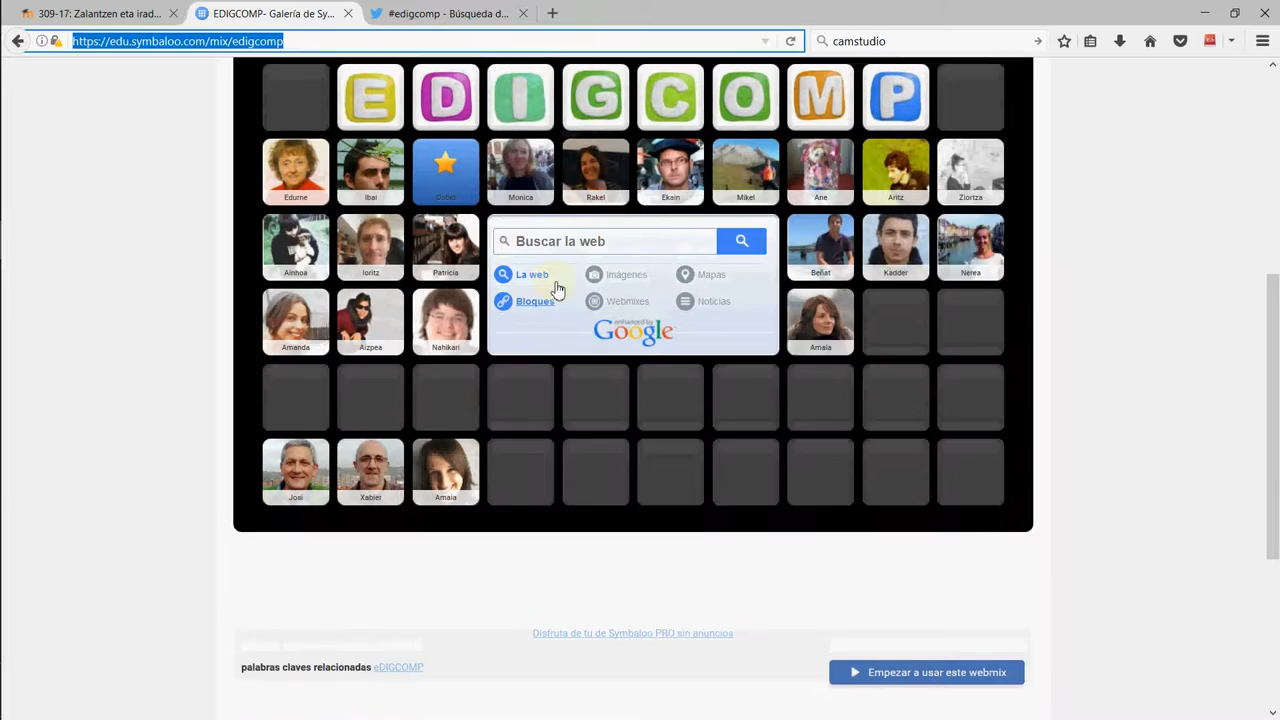 309-17: Zalantzen eta irad... EDIGCOMP- Galería de Sy... #edigcomp - Búsqueda d...
https://edu.symbaloo.com/mix/edigcomp camstudio
E D I G C O M P
Edurne Ibai David Monica Rakel Ekain Mikel Ane Aritz Ziortza
Buscar la web
Ainhoa Ioritz Patricia Beñat Kadder Nerea
La web Imágenes Mapas
Bloques Webmixes Noticias
enhanced by
Google
Amanda Aizpea Nahikari Amaia
Josi Xabier Amaia
Disfruta de tu de Symbaloo PRO sin anuncios
palabras claves relacionadas eDIGCOMP
Empezar a usar este webmix